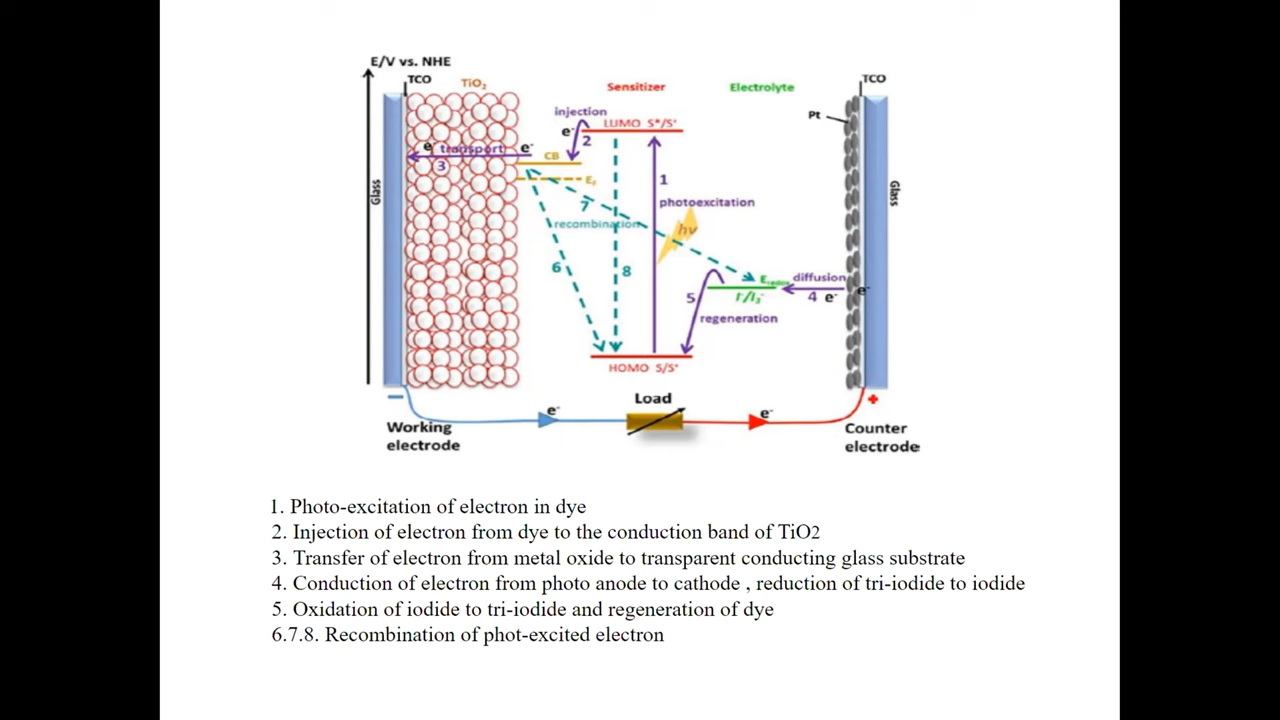 E/V vs. NHE
TCO
TiO2
Sensitizer
Electrolyte
TCO
injection
Pt
LUMO S*/S+
e-
2
e-
transport
e-
CB
3
EF
1
Glass
Glass
photoexcitation
7
recombination
hν
6
8
Eredox
diffusion
e-
5
I-/I3-
4 e-
regeneration
HOMO S/S+
−
Load
+
e-
e-
Working
electrode
Counter
electrode
1. Photo-excitation of electron in dye
2. Injection of electron from dye to the conduction band of TiO2
3. Transfer of electron from metal oxide to transparent conducting glass substrate
4. Conduction of electron from photo anode to cathode , reduction of tri-iodide to iodide
5. Oxidation of iodide to tri-iodide and regeneration of dye
6.7.8. Recombination of phot-excited electron